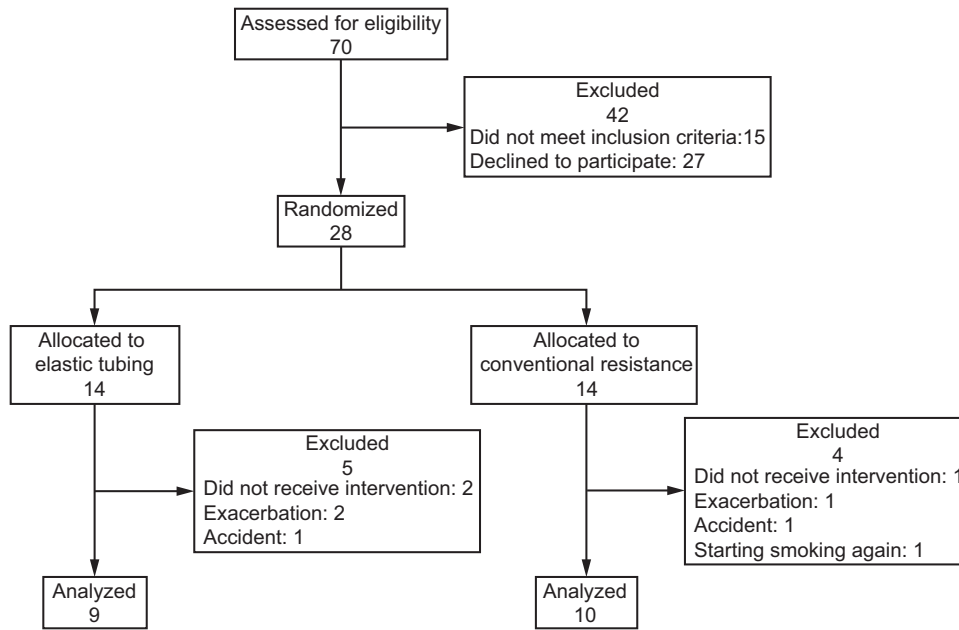 Assessed for eligibility
70
Excluded
42
Did not meet inclusion criteria:15
Declined to participate: 27
Randomized
28
Allocated to
elastic tubing
14
Allocated to
conventional resistance
14
Excluded
5
Did not receive intervention: 2
Exacerbation: 2
Accident: 1
Excluded
4
Did not receive intervention: 1
Exacerbation: 1
Accident: 1
Starting smoking again: 1
Analyzed
9
Analyzed
10